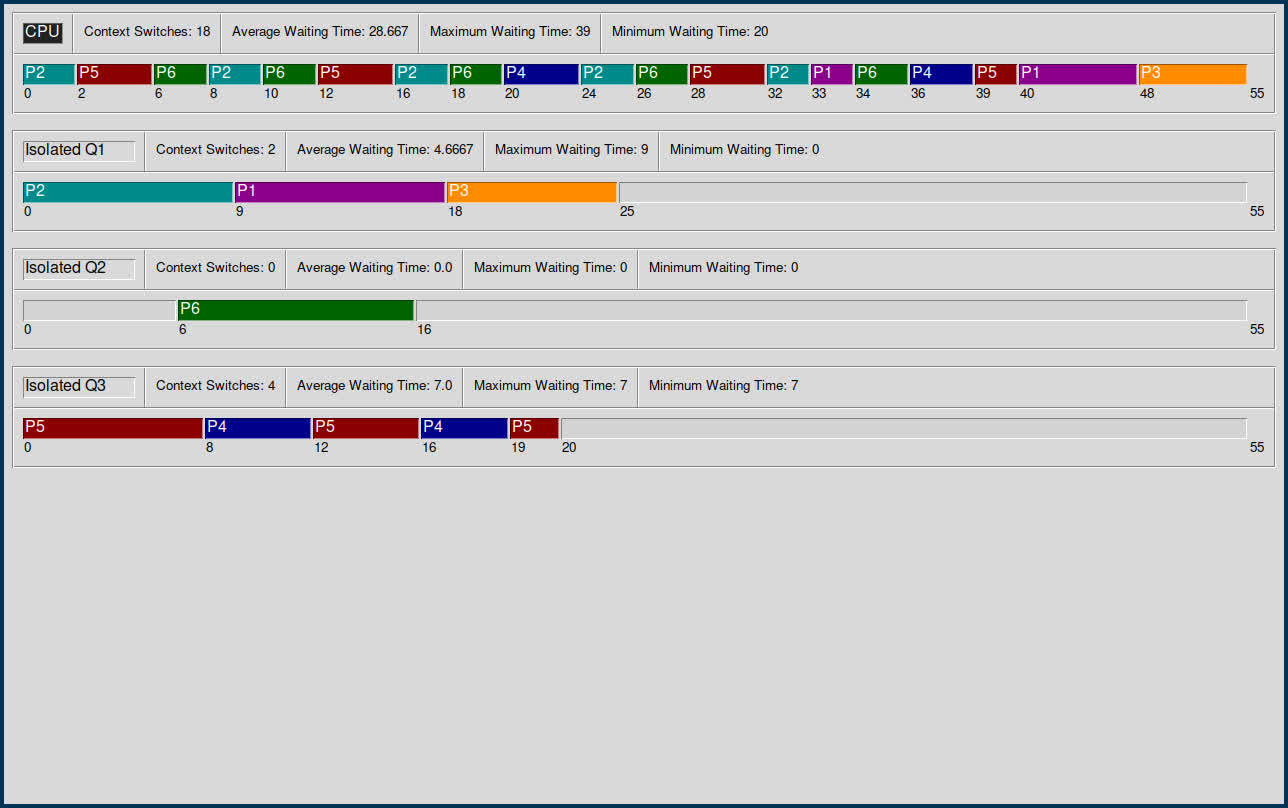 CPU Context Switches: 18 Average Waiting Time: 28.667 Maximum Waiting Time: 39 Minimum Waiting Time: 20
P2 P5 P6 P2 P6 P5 P2 P6 P4 P2 P6 P5 P2 P1 P6 P4 P5 P1 P3
0 2 6 8 10 12 16 18 20 24 26 28 32 33 34 36 39 40 48 55
Isolated Q1 Context Switches: 2 Average Waiting Time: 4.6667 Maximum Waiting Time: 9 Minimum Waiting Time: 0
P2 P1 P3
0 9 18 25 55
Isolated Q2 Context Switches: 0 Average Waiting Time: 0.0 Maximum Waiting Time: 0 Minimum Waiting Time: 0
P6
0 6 16 55
Isolated Q3 Context Switches: 4 Average Waiting Time: 7.0 Maximum Waiting Time: 7 Minimum Waiting Time: 7
P5 P4 P5 P4 P5
0 8 12 16 19 20 55